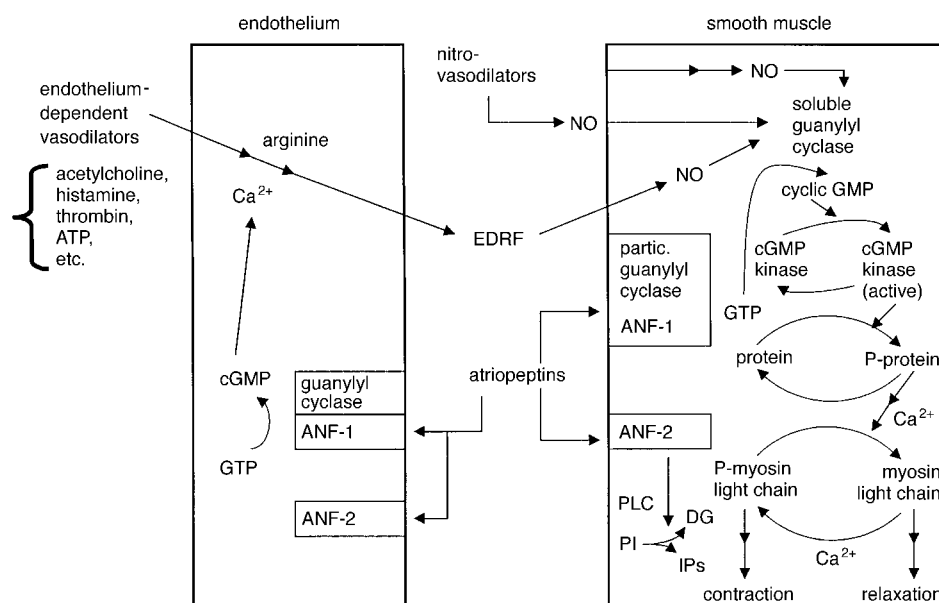 endothelium
smooth muscle
endothelium-
dependent
vasodilators
acetylcholine,
histamine,
thrombin,
ATP,
etc.
arginine
Ca2+
cGMP
GTP
guanylyl
cyclase
ANF-1
ANF-2
nitro-
vasodilators
NO
EDRF
atriopeptins
NO
NO
soluble
guanylyl
cyclase
cyclic GMP
cGMP
kinase
cGMP
kinase
(active)
GTP
partic.
guanylyl
cyclase
ANF-1
protein
P-protein
Ca2+
ANF-2
PLC
PI
DG
IPs
P-myosin
light chain
myosin
light chain
Ca2+
contraction
relaxation